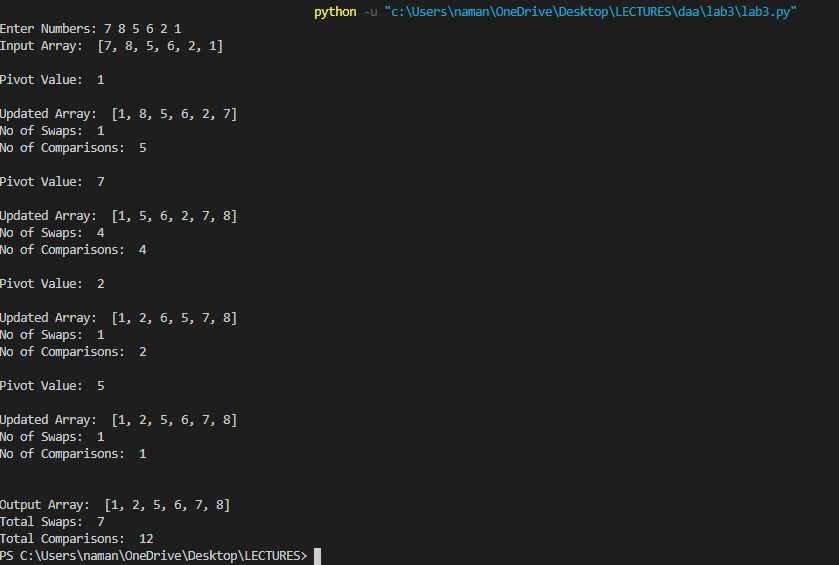 python -u "c:\Users\naman\OneDrive\Desktop\LECTURES\daa\lab3\lab3.py"
Enter Numbers: 7 8 5 6 2 1
Input Array:  [7, 8, 5, 6, 2, 1]
Pivot Value:  1
Updated Array:  [1, 8, 5, 6, 2, 7]
No of Swaps:  1
No of Comparisons:  5
Pivot Value:  7
Updated Array:  [1, 5, 6, 2, 7, 8]
No of Swaps:  4
No of Comparisons:  4
Pivot Value:  2
Updated Array:  [1, 2, 6, 5, 7, 8]
No of Swaps:  1
No of Comparisons:  2
Pivot Value:  5
Updated Array:  [1, 2, 5, 6, 7, 8]
No of Swaps:  1
No of Comparisons:  1
Output Array:  [1, 2, 5, 6, 7, 8]
Total Swaps:  7
Total Comparisons:  12
PS C:\Users\naman\OneDrive\Desktop\LECTURES>